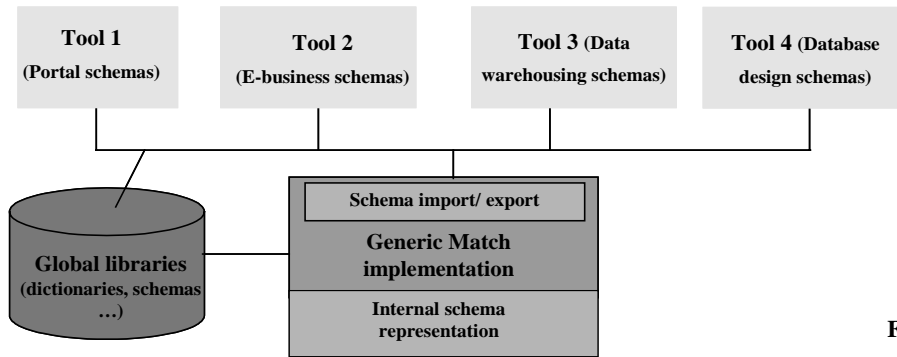 Tool 1
(Portal schemas)
Tool 2
(E-business schemas)
Tool 3 (Data
warehousing schemas)
Tool 4 (Database
design schemas)
Schema import/ export
Generic Match
implementation
Global libraries
(dictionaries, schemas
…)
Internal schema
representation